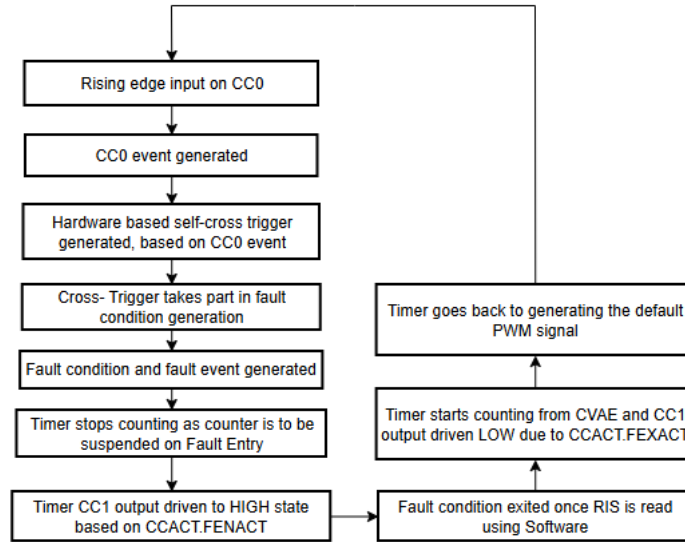 Rising edge input on CC0
CC0 event generated
Hardware based self-cross trigger
generated, based on CC0 event
Cross- Trigger takes part in fault
condition generation
Fault condition and fault event generated
Timer stops counting as counter is to be
suspended on Fault Entry
Timer CC1 output driven to HIGH state
based on CCACT.FENACT
Fault condition exited once RIS is read
using Software
Timer starts counting from CVAE and CC1
output driven LOW due to CCACT.FEXACT
Timer goes back to generating the default
PWM signal